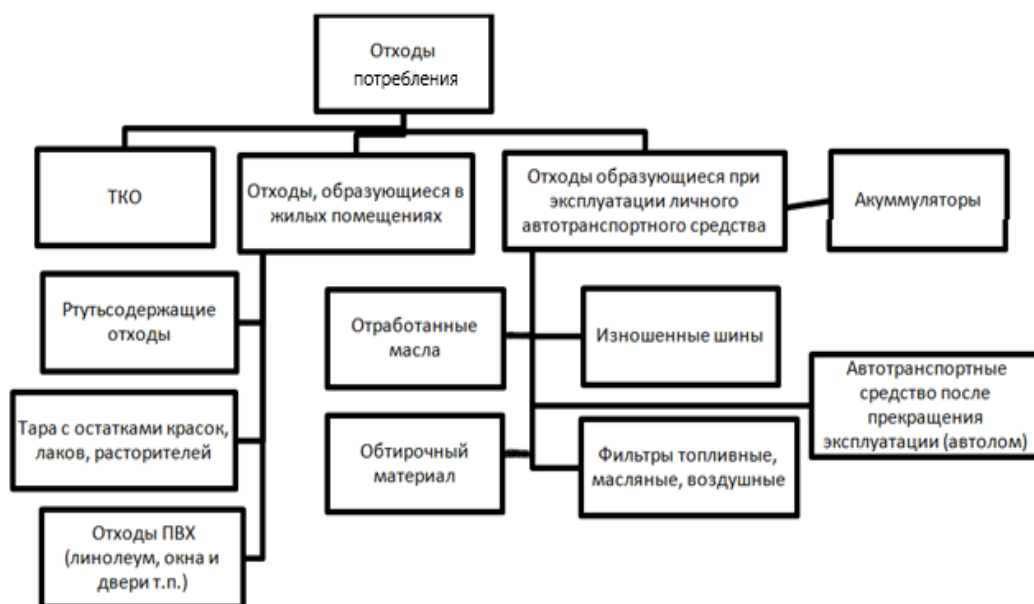 Отходы
потребления
ТКО
Отходы, образующиеся в
жилых помещениях
Отходы образующиеся при
эксплуатации личного
автотранспортного средства
Акуммуляторы
Ртутьсодержащие
отходы
Отработанные
масла
Изношенные шины
Автотранспортные
средство после
прекращения
эксплуатации (автолом)
Тара с остатками красок,
лаков, расторителей
Обтирочный
материал
Фильтры топливные,
масляные, воздушные
Отходы ПВХ
(линолеум, окна и
двери т.п.)